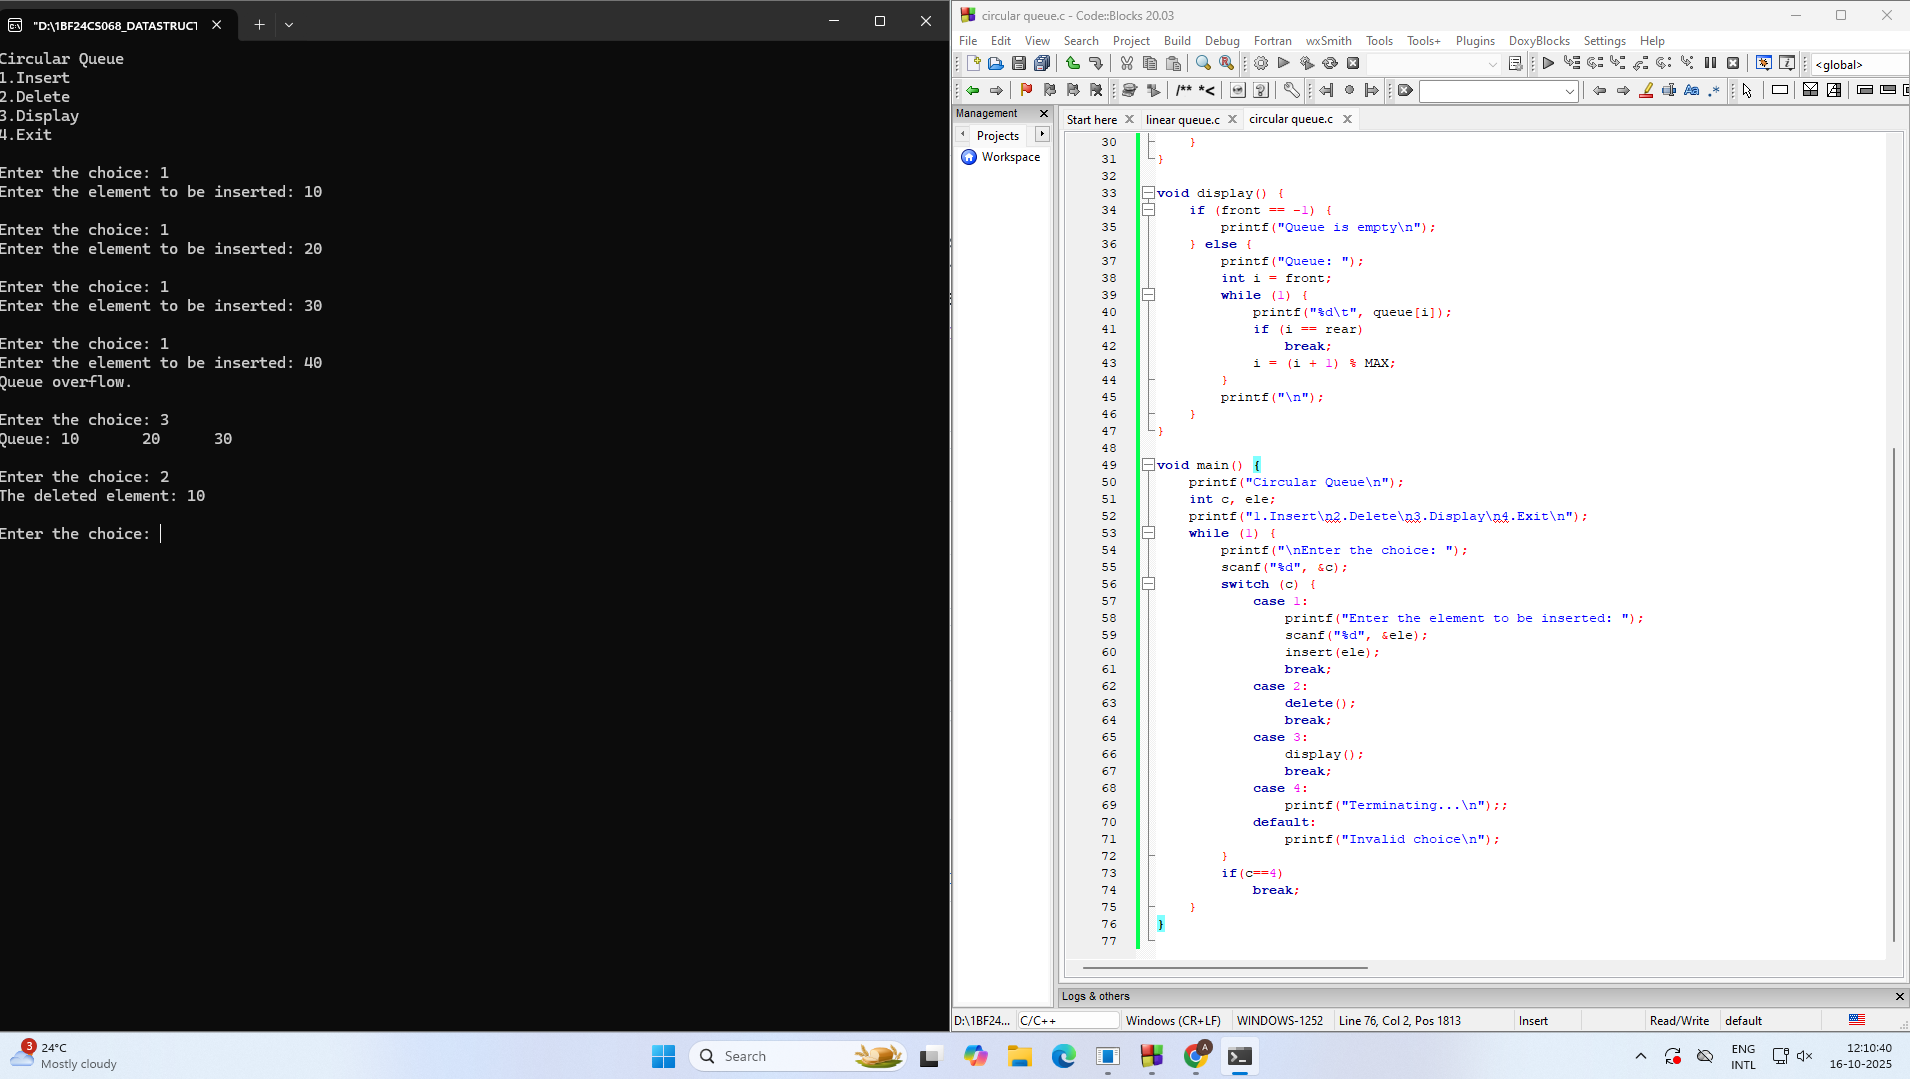 "D:\1BF24CS068_DATASTRUCT
Circular Queue
1.Insert
2.Delete
3.Display
4.Exit
Enter the choice: 1
Enter the element to be inserted: 10
Enter the choice: 1
Enter the element to be inserted: 20
Enter the choice: 1
Enter the element to be inserted: 30
Enter the choice: 1
Enter the element to be inserted: 40
Queue overflow.
Enter the choice: 3
Queue: 10 20 30
Enter the choice: 2
The deleted element: 10
Enter the choice:
circular queue.c - Code::Blocks 20.03
File Edit View Search Project Build Debug Fortran wxSmith Tools Tools+ Plugins DoxyBlocks Settings Help
<global>
/** *<
Management
Projects
Workspace
Start here linear queue.c circular queue.c
30 }
31 }
32
33 void display() {
34 if (front == -1) {
35 printf("Queue is empty\n");
36 } else {
37 printf("Queue: ");
38 int i = front;
39 while (1) {
40 printf("%d\t", queue[i]);
41 if (i == rear)
42 break;
43 i = (i + 1) % MAX;
44 }
45 printf("\n");
46 }
47 }
48
49 void main() {
50 printf("Circular Queue\n");
51 int c, ele;
52 printf("1.Insert\n2.Delete\n3.Display\n4.Exit\n");
53 while (1) {
54 printf("\nEnter the choice: ");
55 scanf("%d", &c);
56 switch (c) {
57 case 1:
58 printf("Enter the element to be inserted: ");
59 scanf("%d", &ele);
60 insert(ele);
61 break;
62 case 2:
63 delete();
64 break;
65 case 3:
66 display();
67 break;
68 case 4:
69 printf("Terminating...\n");;
70 default:
71 printf("Invalid choice\n");
72 }
73 if(c==4)
74 break;
75 }
76 }
77
Logs & others
D:\1BF24... C/C++ Windows (CR+LF) WINDOWS-1252 Line 76, Col 2, Pos 1813 Insert Read/Write default
3
24°C
Mostly cloudy
Search
A
ENG
INTL
12:10:40
16-10-2025